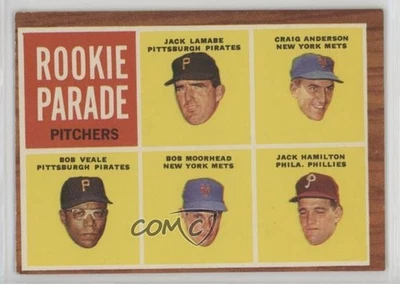 ROOKIE
PARADE
PITCHERS
JACK LAMABE
PITTSBURGH PIRATES
P
CRAIG ANDERSON
NEW YORK METS
BOB VEALE
PITTSBURGH PIRATES
P
BOB MOORHEAD
NEW YORK METS
JACK HAMILTON
PHILA. PHILLIES
P
COMC